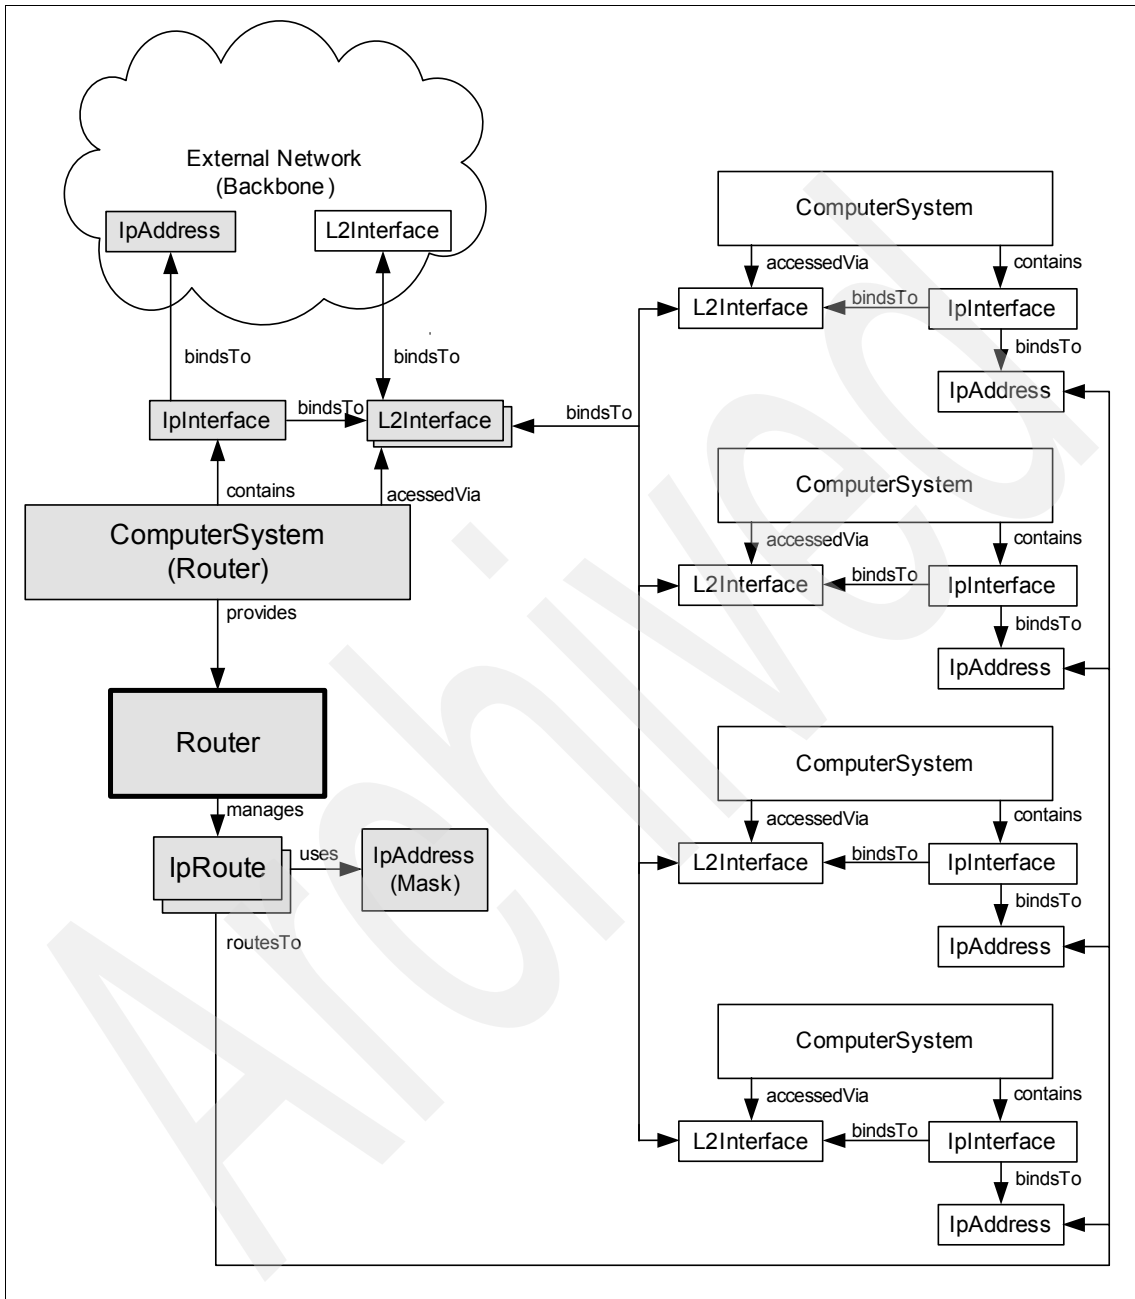 External Network
(Backbone)
IpAddress
L2Interface
bindsTo
bindsTo
IpInterface
bindsTo
L2Interface
bindsTo
contains
acessedVia
ComputerSystem
(Router)
provides
Router
manages
IpRoute
uses
IpAddress
(Mask)
routesTo
ComputerSystem
accessedVia
contains
L2Interface
bindsTo
IpInterface
bindsTo
IpAddress
ComputerSystem
accessedVia
contains
L2Interface
bindsTo
IpInterface
bindsTo
IpAddress
ComputerSystem
accessedVia
contains
L2Interface
bindsTo
IpInterface
bindsTo
IpAddress
ComputerSystem
accessedVia
contains
L2Interface
bindsTo
IpInterface
bindsTo
IpAddress
Archived